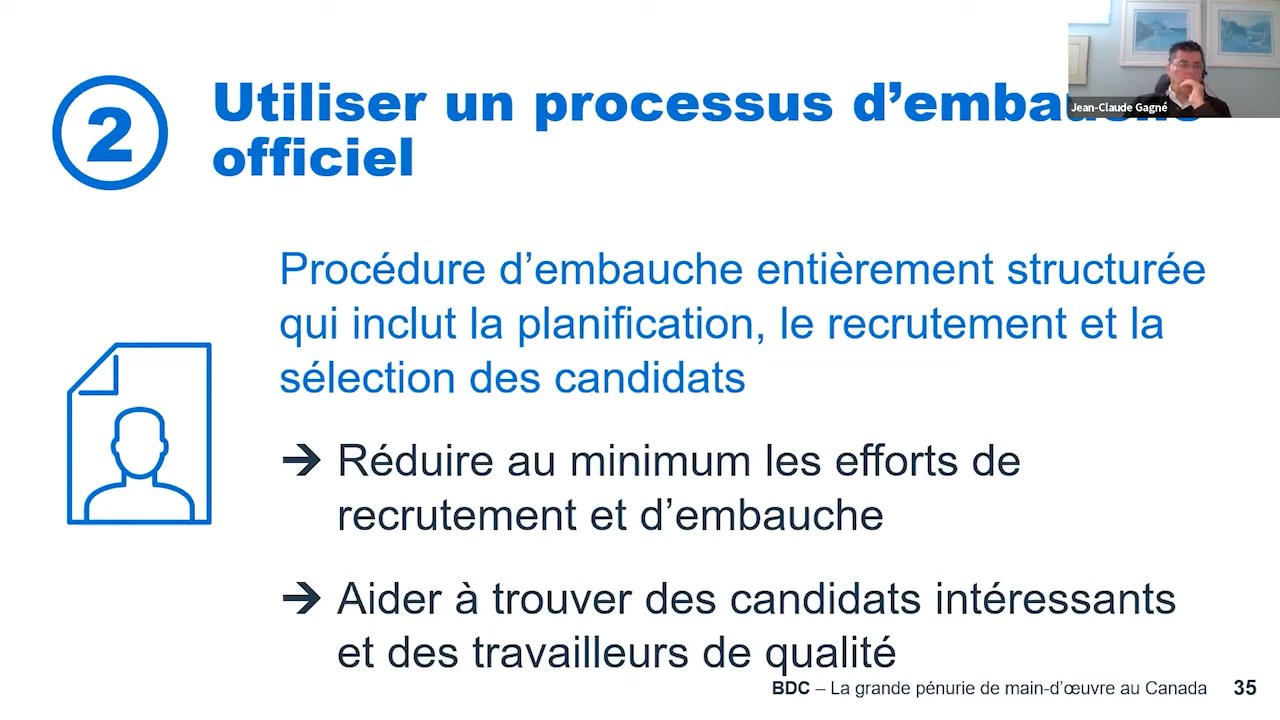 2
Utiliser un processus d’embauche
officiel
Jean-Claude Gagné
Procédure d’embauche entièrement structurée
qui inclut la planification, le recrutement et la
sélection des candidats
➔ Réduire au minimum les efforts de
recrutement et d’embauche
➔ Aider à trouver des candidats intéressants
et des travailleurs de qualité
BDC – La grande pénurie de main-d’œuvre au Canada 35